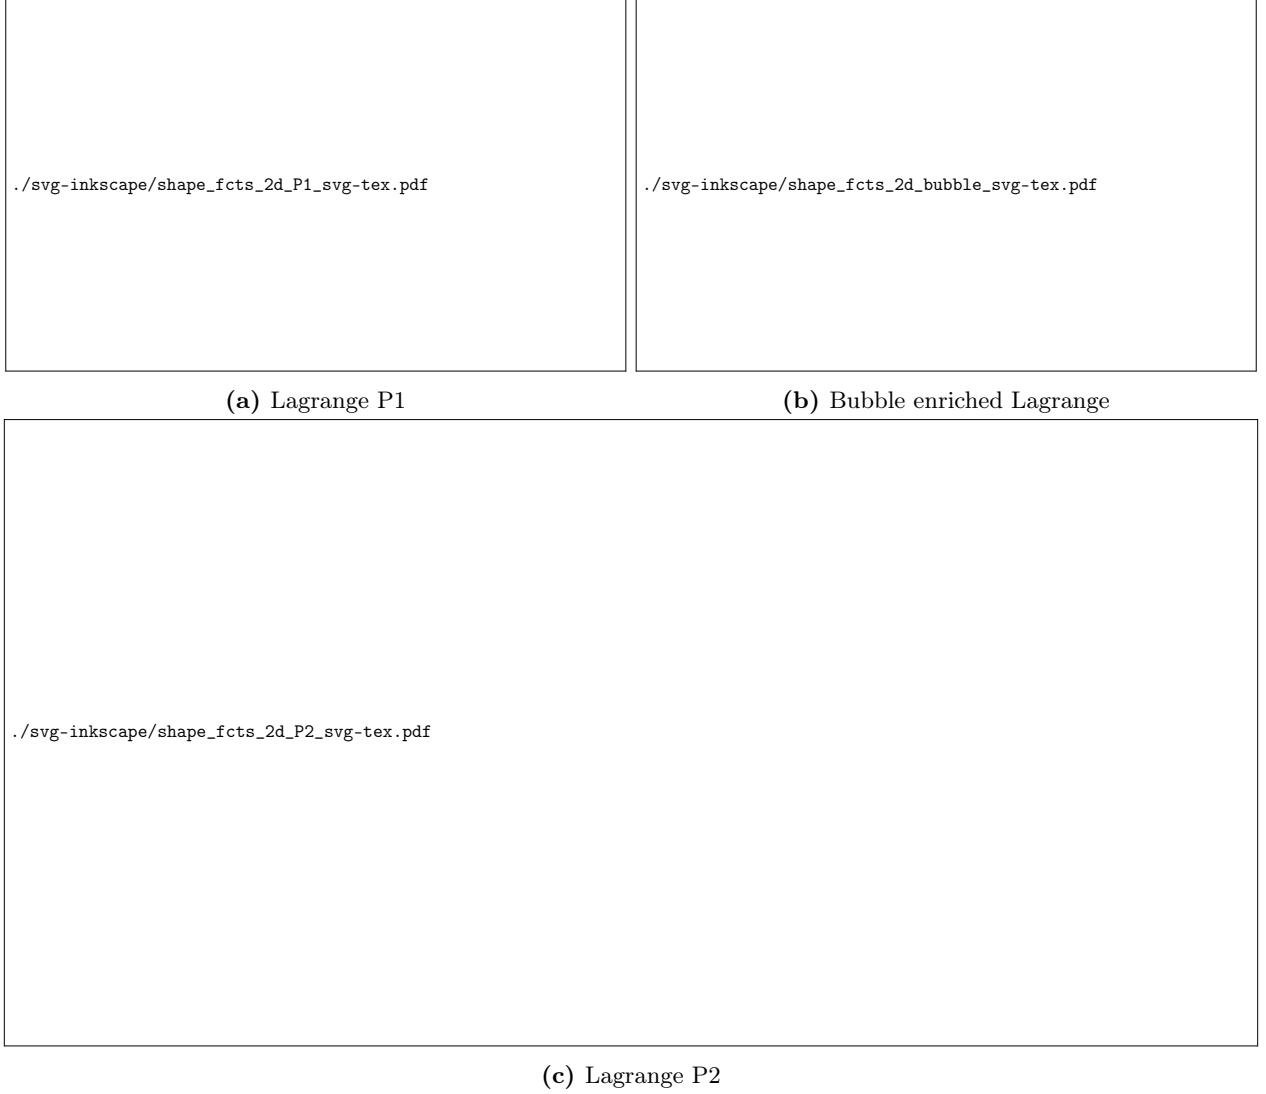 ./svg-inkscape/shape_fcts_2d_P1_svg-tex.pdf
./svg-inkscape/shape_fcts_2d_bubble_svg-tex.pdf
(a) Lagrange P1
(b) Bubble enriched Lagrange
./svg-inkscape/shape_fcts_2d_P2_svg-tex.pdf
(c) Lagrange P2